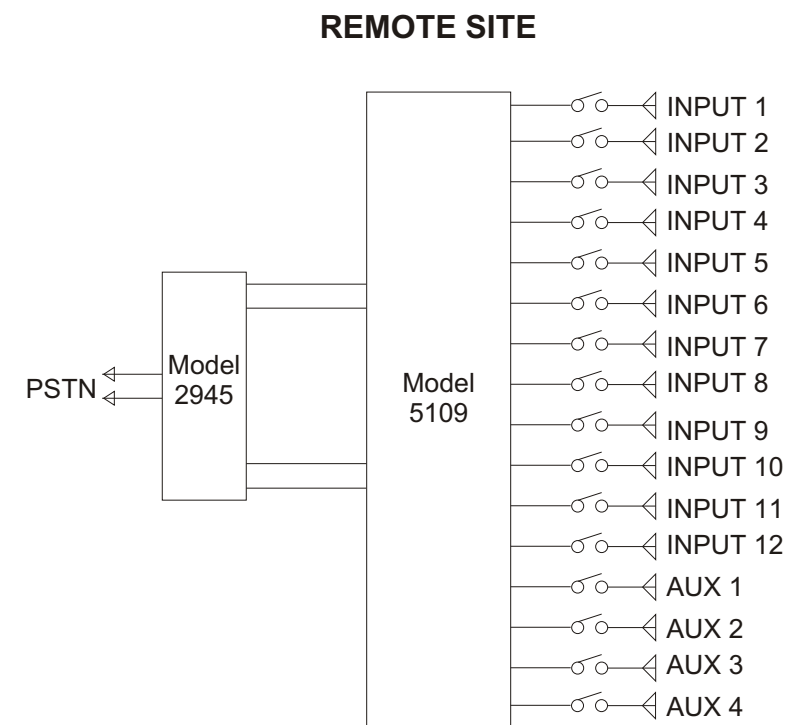 REMOTE SITE
INPUT 1
INPUT 2
INPUT 3
INPUT 4
INPUT 5
INPUT 6
INPUT 7
INPUT 8
INPUT 9
INPUT 10
INPUT 11
INPUT 12
AUX 1
AUX 2
AUX 3
AUX 4
PSTN
Model
2945
Model
5109